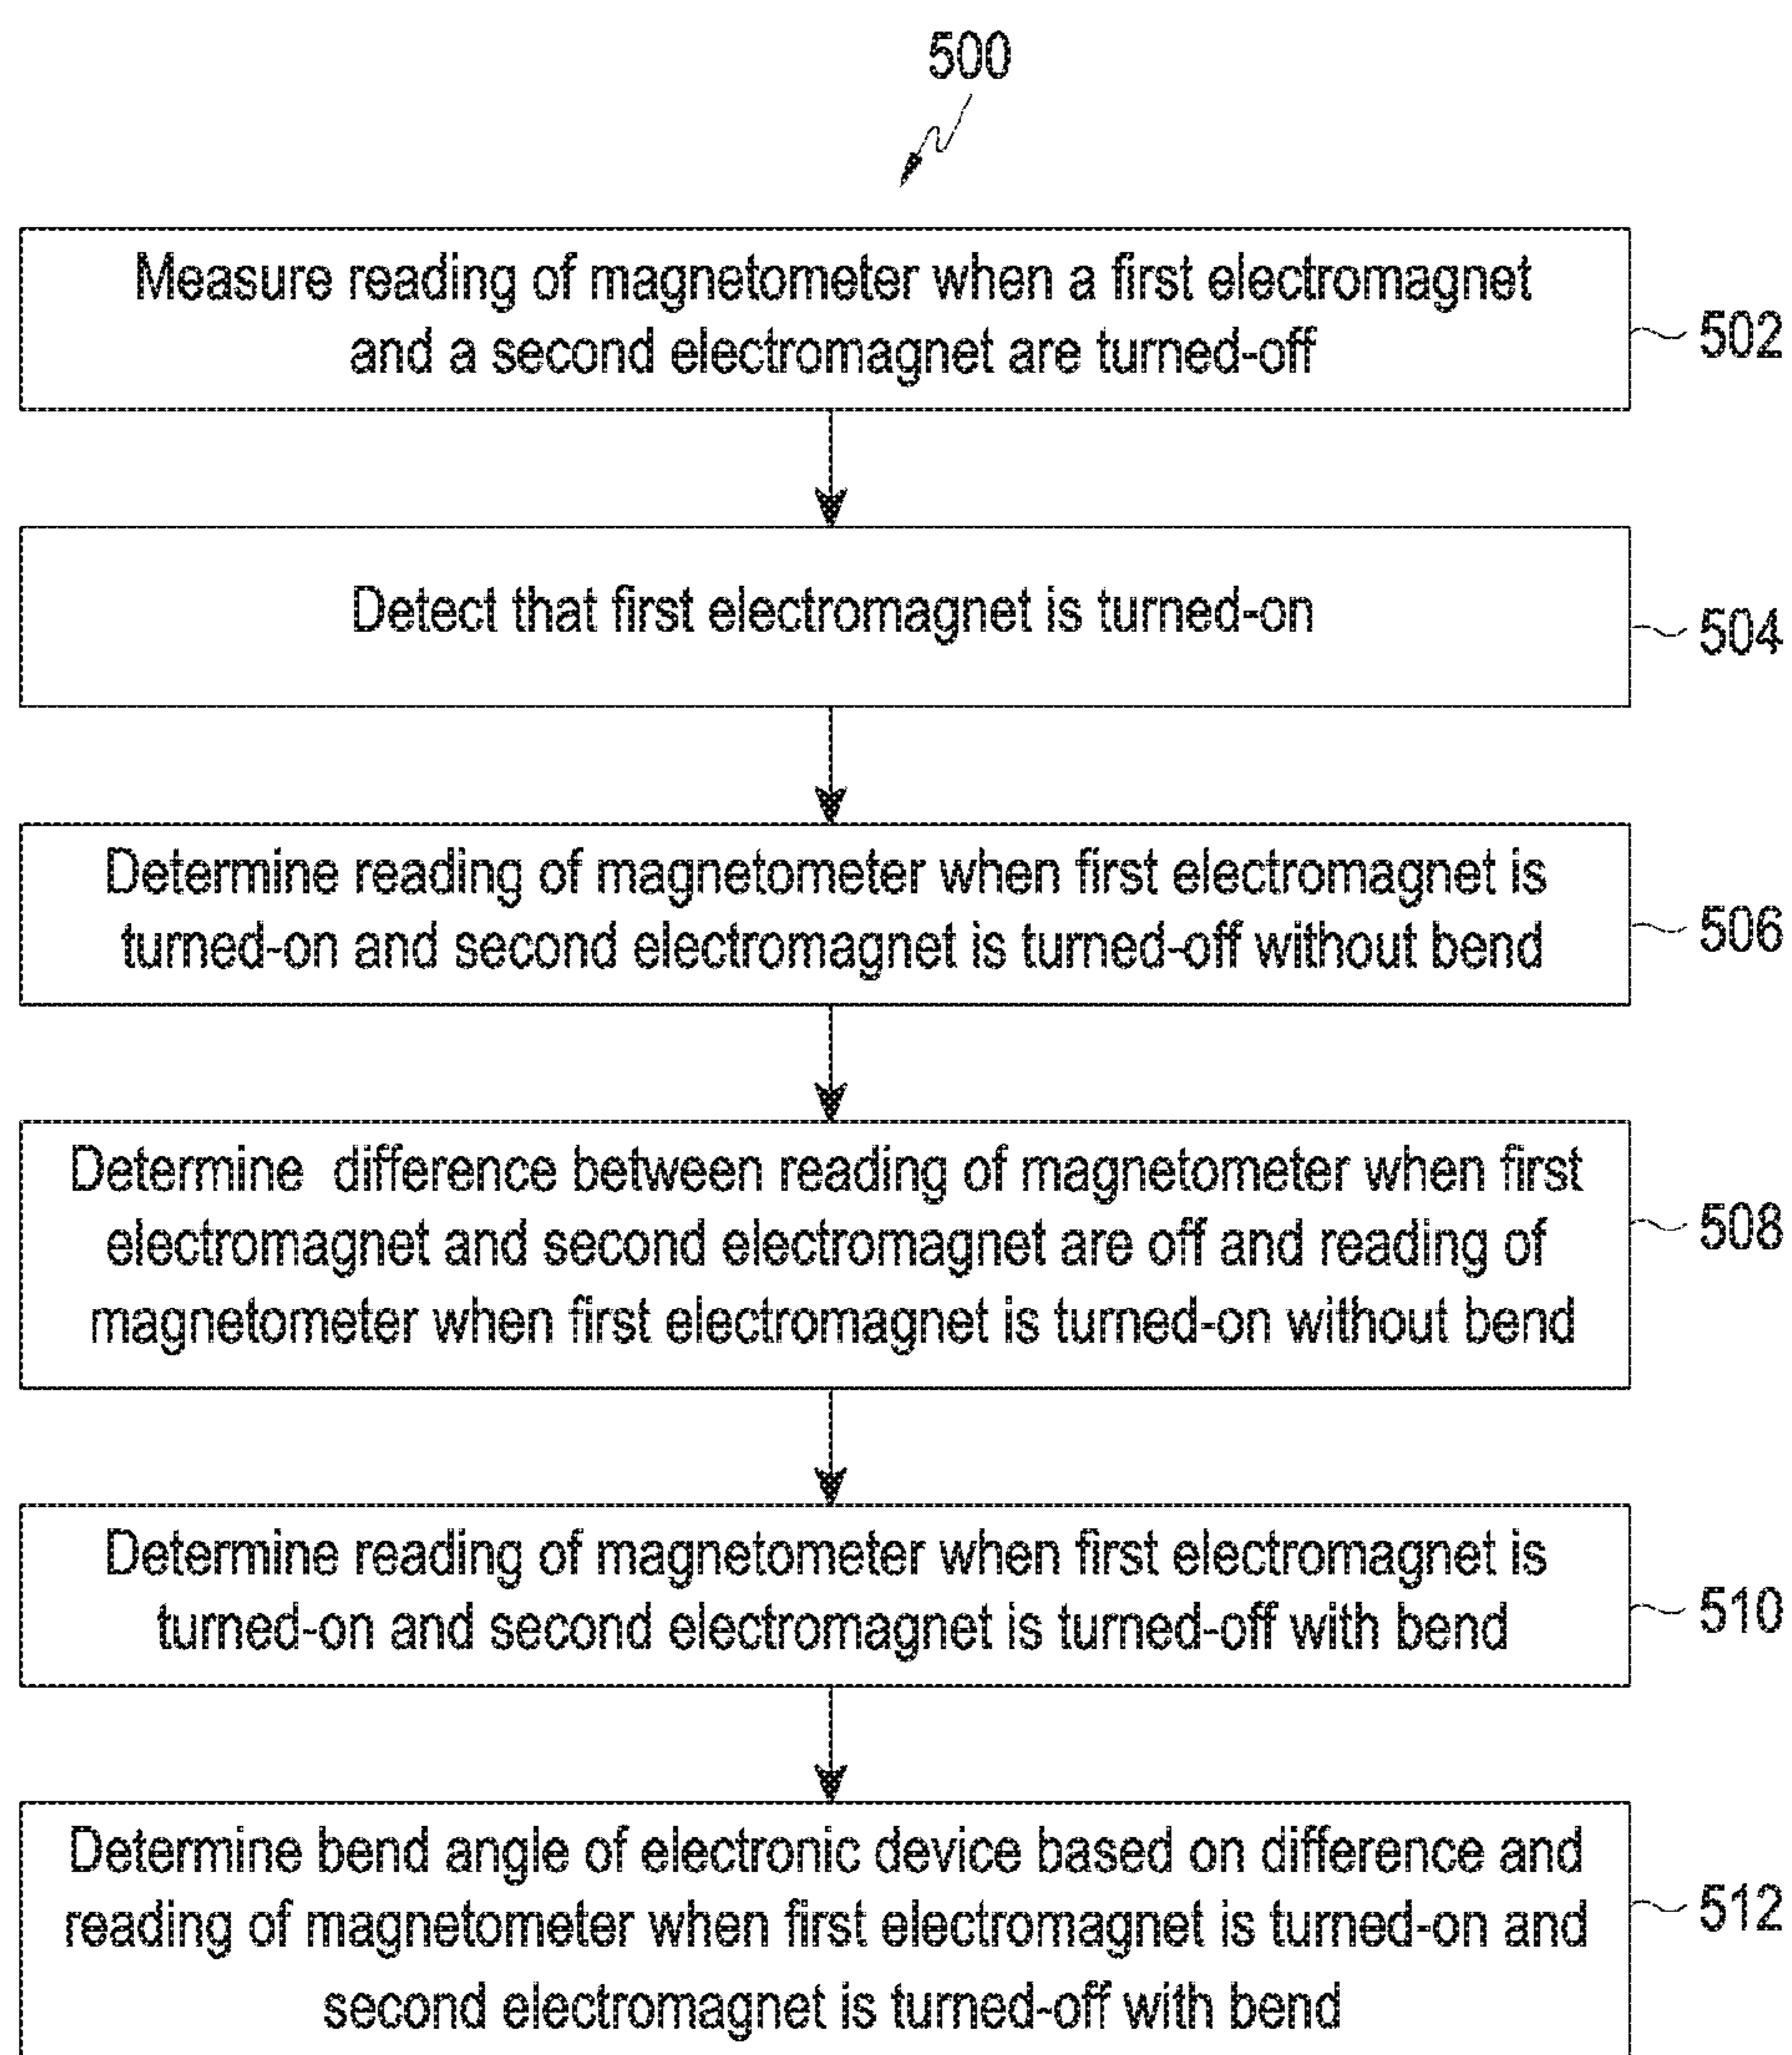 500
Measure reading of magnetometer when a first electromagnet
and a second electromagnet are turned-off
502
Detect that first electromagnet is turned-on
504
Determine reading of magnetometer when first electromagnet is
turned-on and second electromagnet is turned-off without bend
506
Determine difference between reading of magnetometer when first
electromagnet and second electromagnet are off and reading of
magnetometer when first electromagnet is turned-on without bend
508
Determine reading of magnetometer when first electromagnet is
turned-on and second electromagnet is turned-off with bend
510
Determine bend angle of electronic device based on difference and
reading of magnetometer when first electromagnet is turned-on and
second electromagnet is turned-off with bend
512